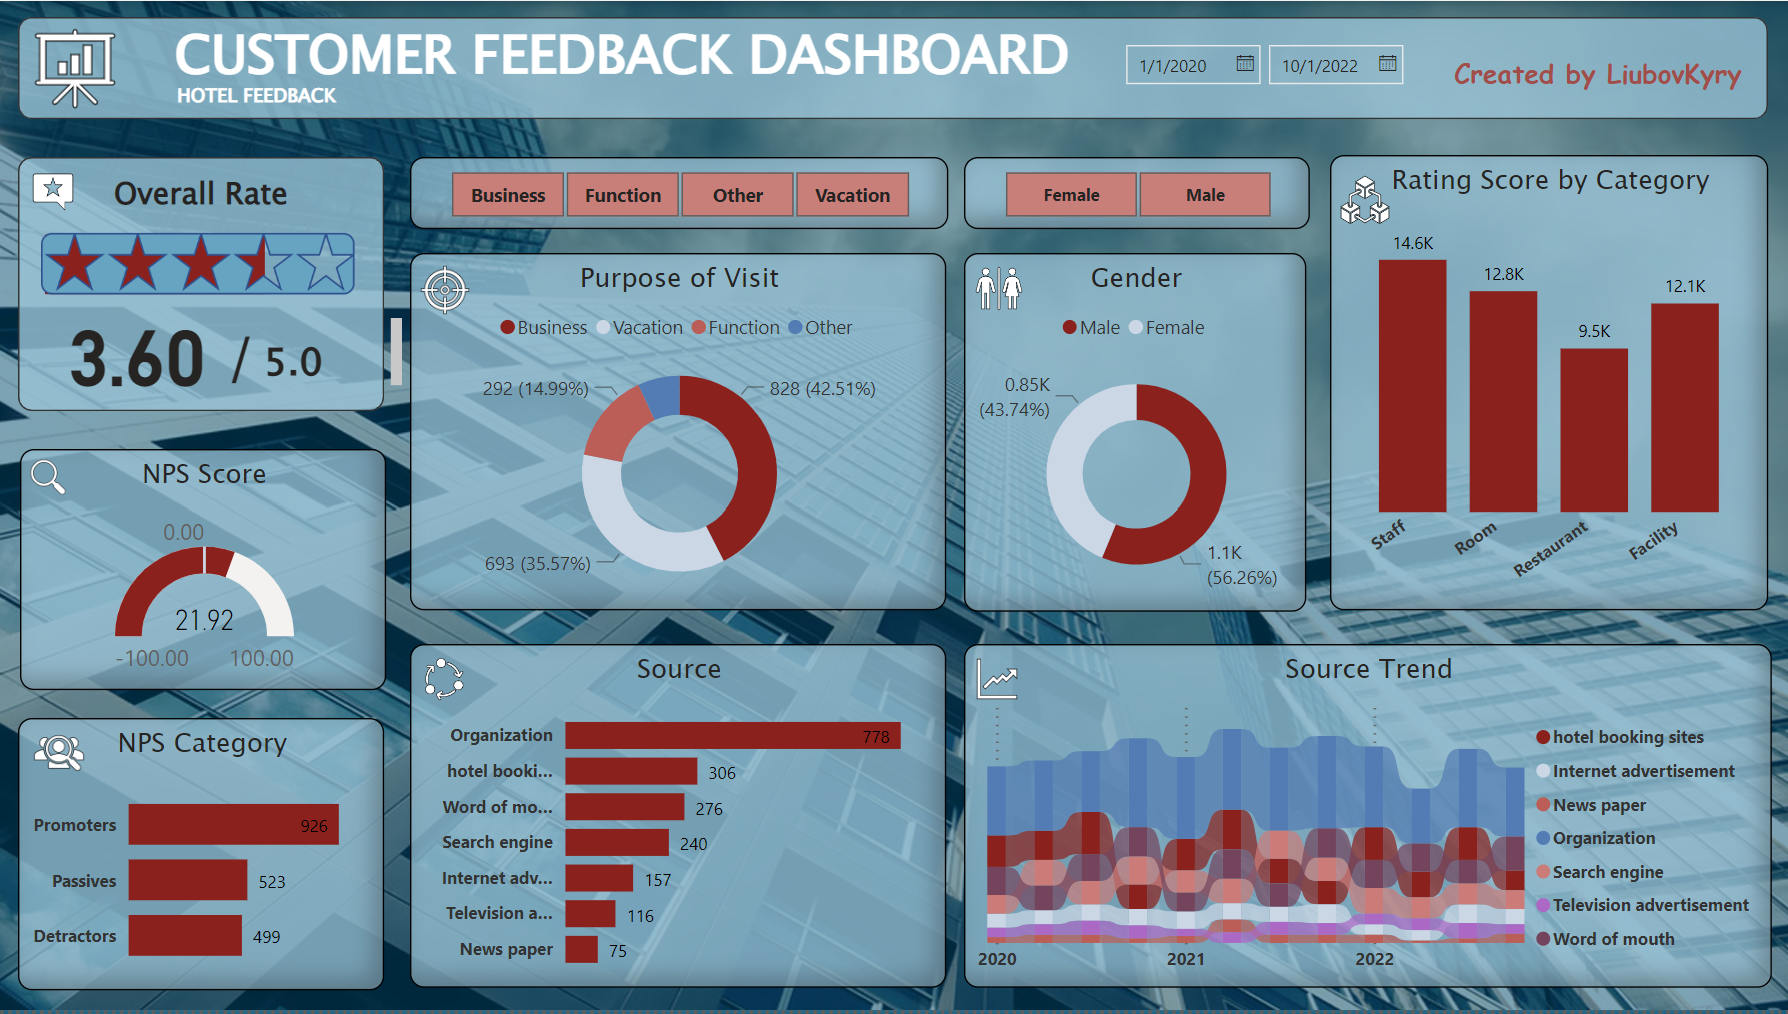 CUSTOMER FEEDBACK DASHBOARD
HOTEL FEEDBACK
1/1/2020
10/1/2022
Created by LiubovKyry
Overall Rate
3.60 / 5.0
Business
Function
Other
Vacation
Female
Male
Rating Score by Category
14.6K
12.8K
9.5K
12.1K
Staff
Room
Restaurant
Facility
Purpose of Visit
Business Vacation Function Other
292 (14.99%)
828 (42.51%)
693 (35.57%)
Gender
Male Female
0.85K
(43.74%)
1.1K
(56.26%)
NPS Score
0.00
21.92
-100.00
100.00
NPS Category
Promoters 926
Passives 523
Detractors 499
Source
Organization 778
hotel booki... 306
Word of mo... 276
Search engine 240
Internet adv... 157
Television a... 116
News paper 75
Source Trend
hotel booking sites
Internet advertisement
News paper
Organization
Search engine
Television advertisement
Word of mouth
2020
2021
2022